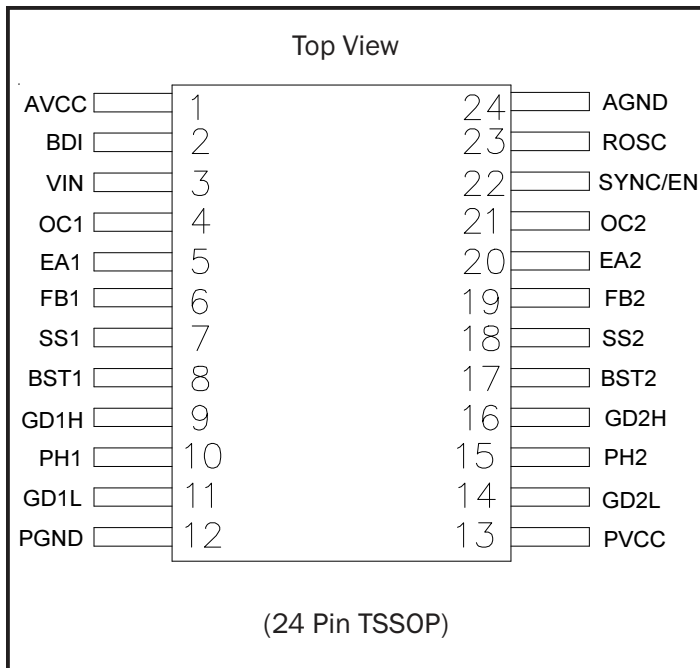 Top View
AVCC 1 24 AGND
BDI 2 23 ROSC
VIN 3 22 SYNC/EN
OC1 4 21 OC2
EA1 5 20 EA2
FB1 6 19 FB2
SS1 7 18 SS2
BST1 8 17 BST2
GD1H 9 16 GD2H
PH1 10 15 PH2
GD1L 11 14 GD2L
PGND 12 13 PVCC
(24 Pin TSSOP)